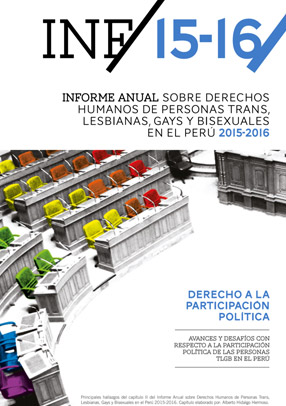 INF/15-16/
INFORME ANUAL SOBRE DERECHOS
HUMANOS DE PERSONAS TRANS,
LESBIANAS, GAYS Y BISEXUALES
EN EL PERÚ 2015-2016
DERECHO A LA
PARTICIPACIÓN
POLÍTICA
AVANCES Y DESAFÍOS CON
RESPECTO A LA PARTICIPACIÓN
POLÍTICA DE LAS PERSONAS
TLGB EN EL PERÚ
Principales hallazgos del capítulo II del Informe Anual sobre Derechos Humanos de Personas Trans,
Lesbianas, Gays y Bisexuales en el Perú 2015-2016. Capítulo elaborado por: Alberto Hidalgo Hermoso.